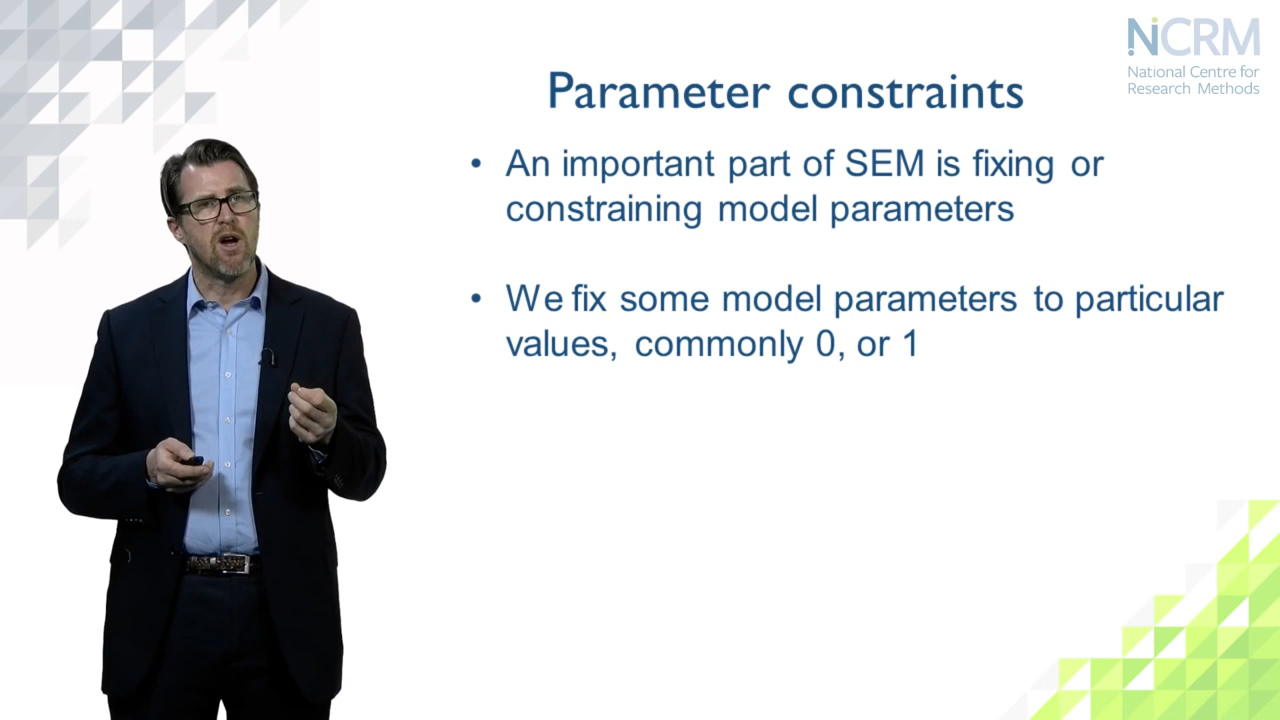 NCRM
National Centre for
Research Methods
Parameter constraints
• An important part of SEM is fixing or
constraining model parameters
• We fix some model parameters to particular
values, commonly 0, or 1